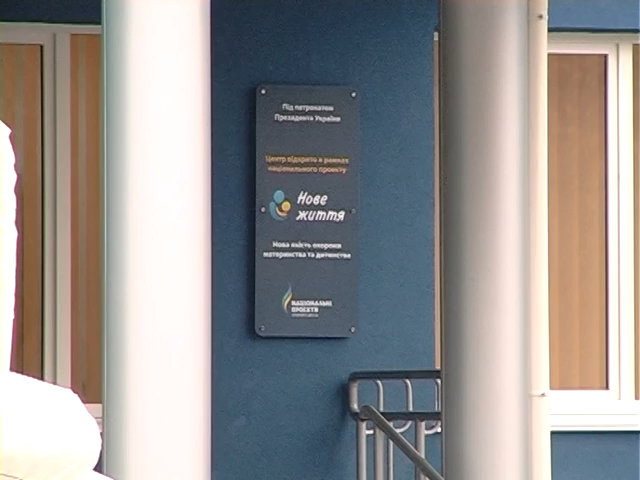 Під патронатом
Президента України
Центр відкрито в рамках
національного проекту
Нове
життя
Нова якість охорони
материнства та дитинства
НАЦІОНАЛЬНІ
ПРОЕКТИ